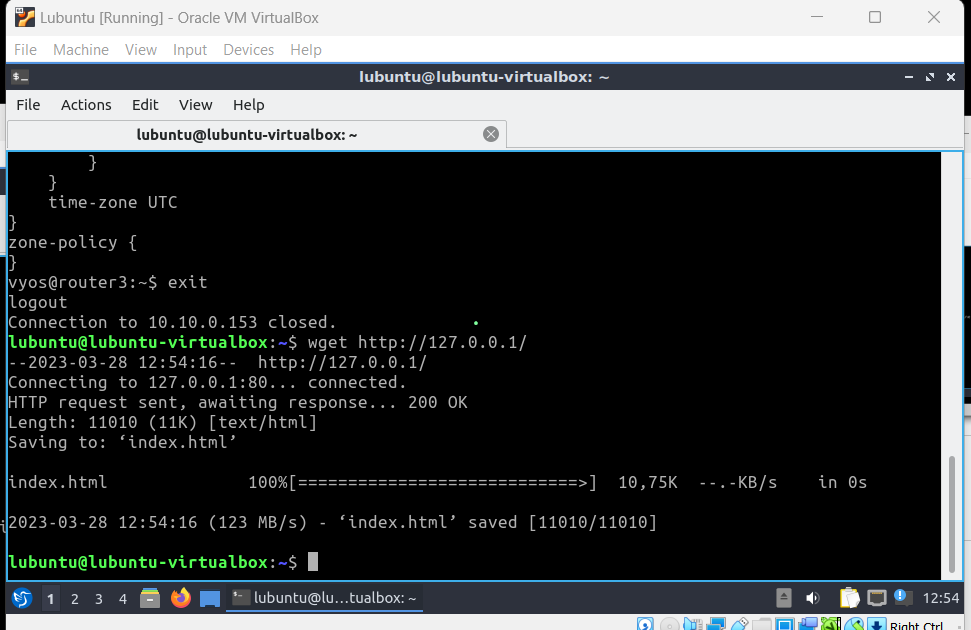 Lubuntu [Running] - Oracle VM VirtualBox
File Machine View Input Devices Help
lubuntu@lubuntu-virtualbox: ~
File Actions Edit View Help
lubuntu@lubuntu-virtualbox: ~
}
}
time-zone UTC
}
zone-policy {
}
vyos@router3:~$ exit
logout
Connection to 10.10.0.153 closed.
lubuntu@lubuntu-virtualbox:~$ wget http://127.0.0.1/
--2023-03-28 12:54:16-- http://127.0.0.1/
Connecting to 127.0.0.1:80... connected.
HTTP request sent, awaiting response... 200 OK
Length: 11010 (11K) [text/html]
Saving to: ‘index.html’
index.html 100%[============================>] 10,75K --.-KB/s in 0s
2023-03-28 12:54:16 (123 MB/s) - ‘index.html’ saved [11010/11010]
lubuntu@lubuntu-virtualbox:~$
1 2 3 4 lubuntu@lu...tualbox: ~ 12:54
Right Ctrl